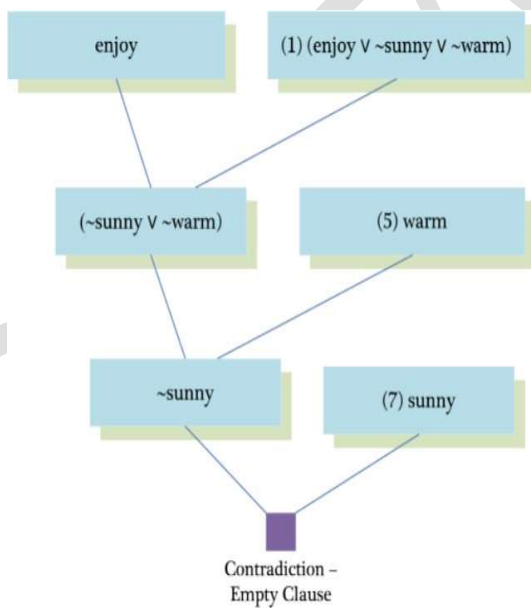 enjoy
(1) (enjoy ∨ ~sunny ∨ ~warm)
(~sunny ∨ ~warm)
(5) warm
~sunny
(7) sunny
Contradiction –
Empty Clause